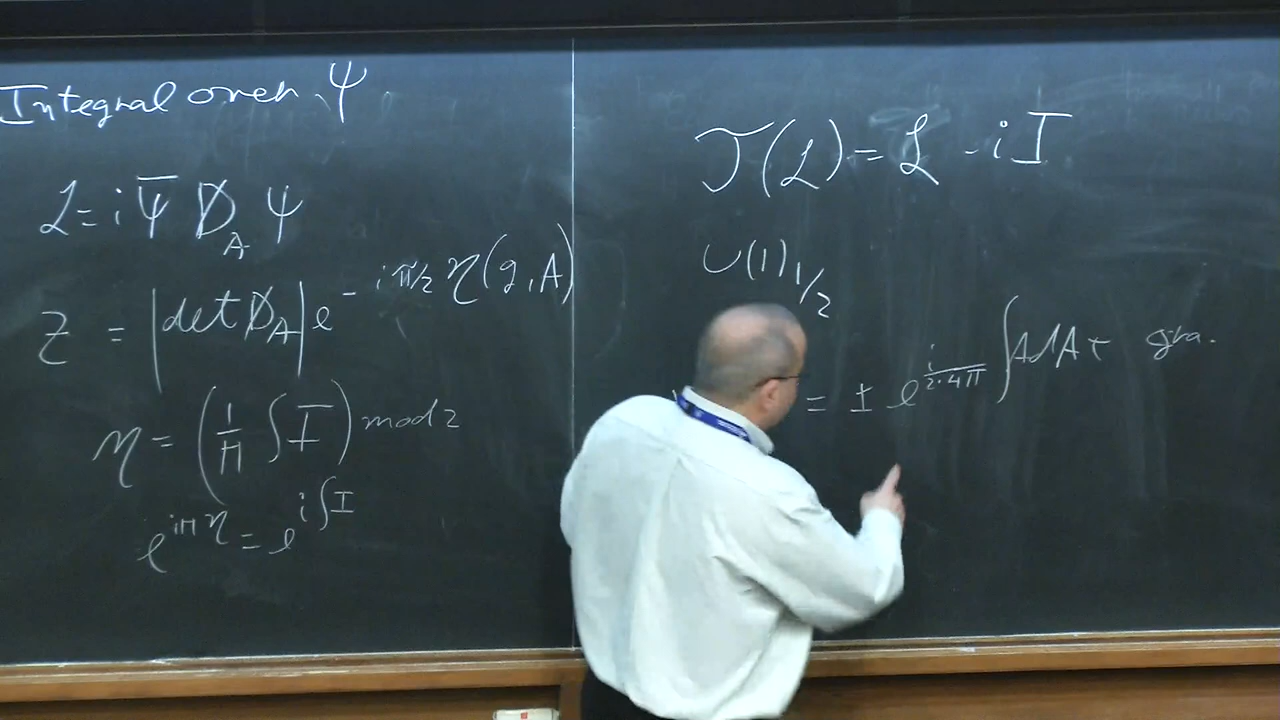 Integral over Ψ
ℒ = i Ψ̄ D̸_A Ψ
Z = |det D̸_A| e^{-iπ/2 η(g,A)}
η = (1/π ∫ I) mod 2
e^{iπη} = e^{i∫I}
T(ℒ) = ℒ - iI
U(1)_{1/2}
= ± e^{i/(2·4π) ∫AdA + gra.}